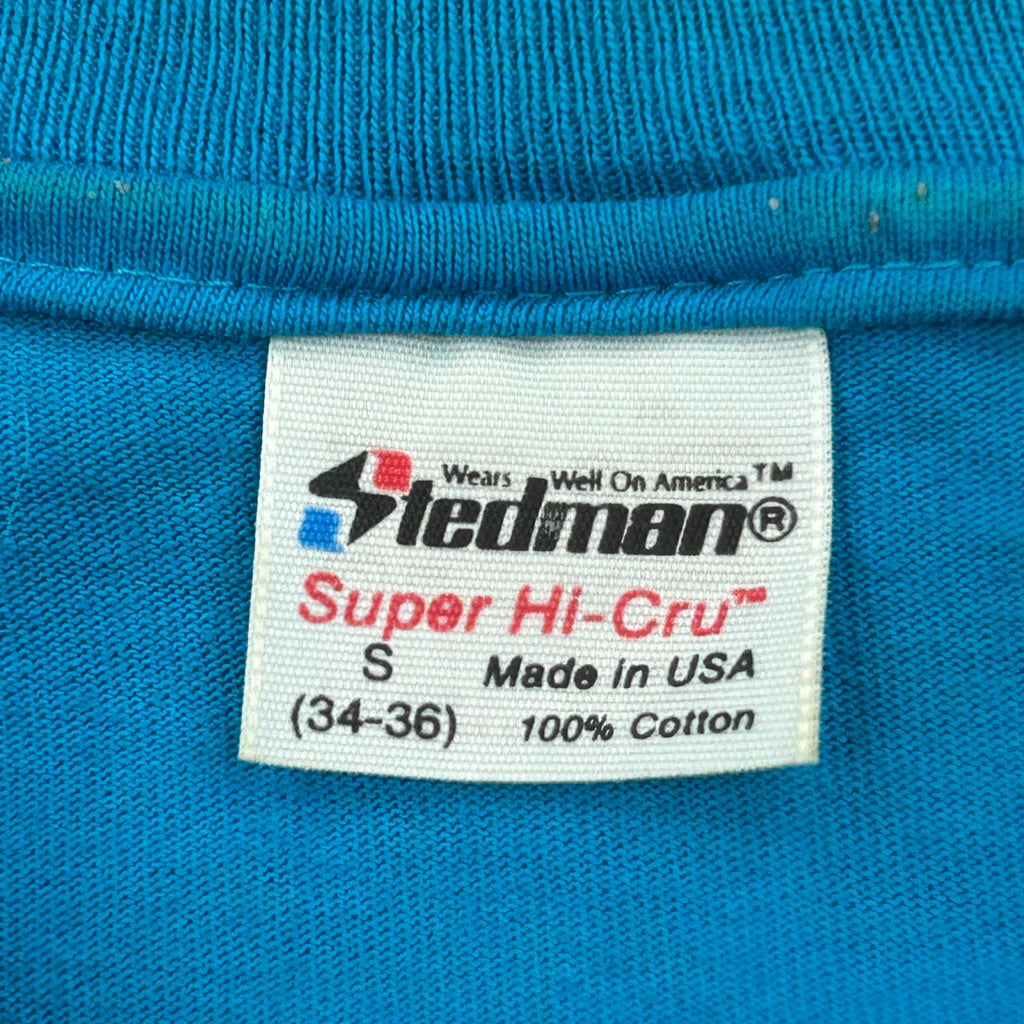 Wears Well On America™
Stedman®
Super Hi-Cru™
S
Made in USA
(34-36)
100% Cotton